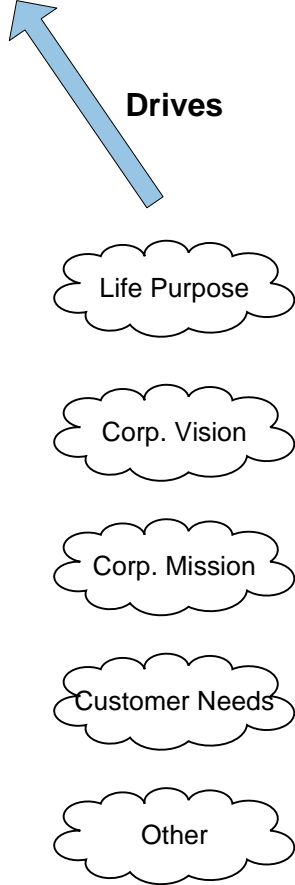 Drives
Life Purpose
Corp. Vision
Corp. Mission
Customer Needs
Other